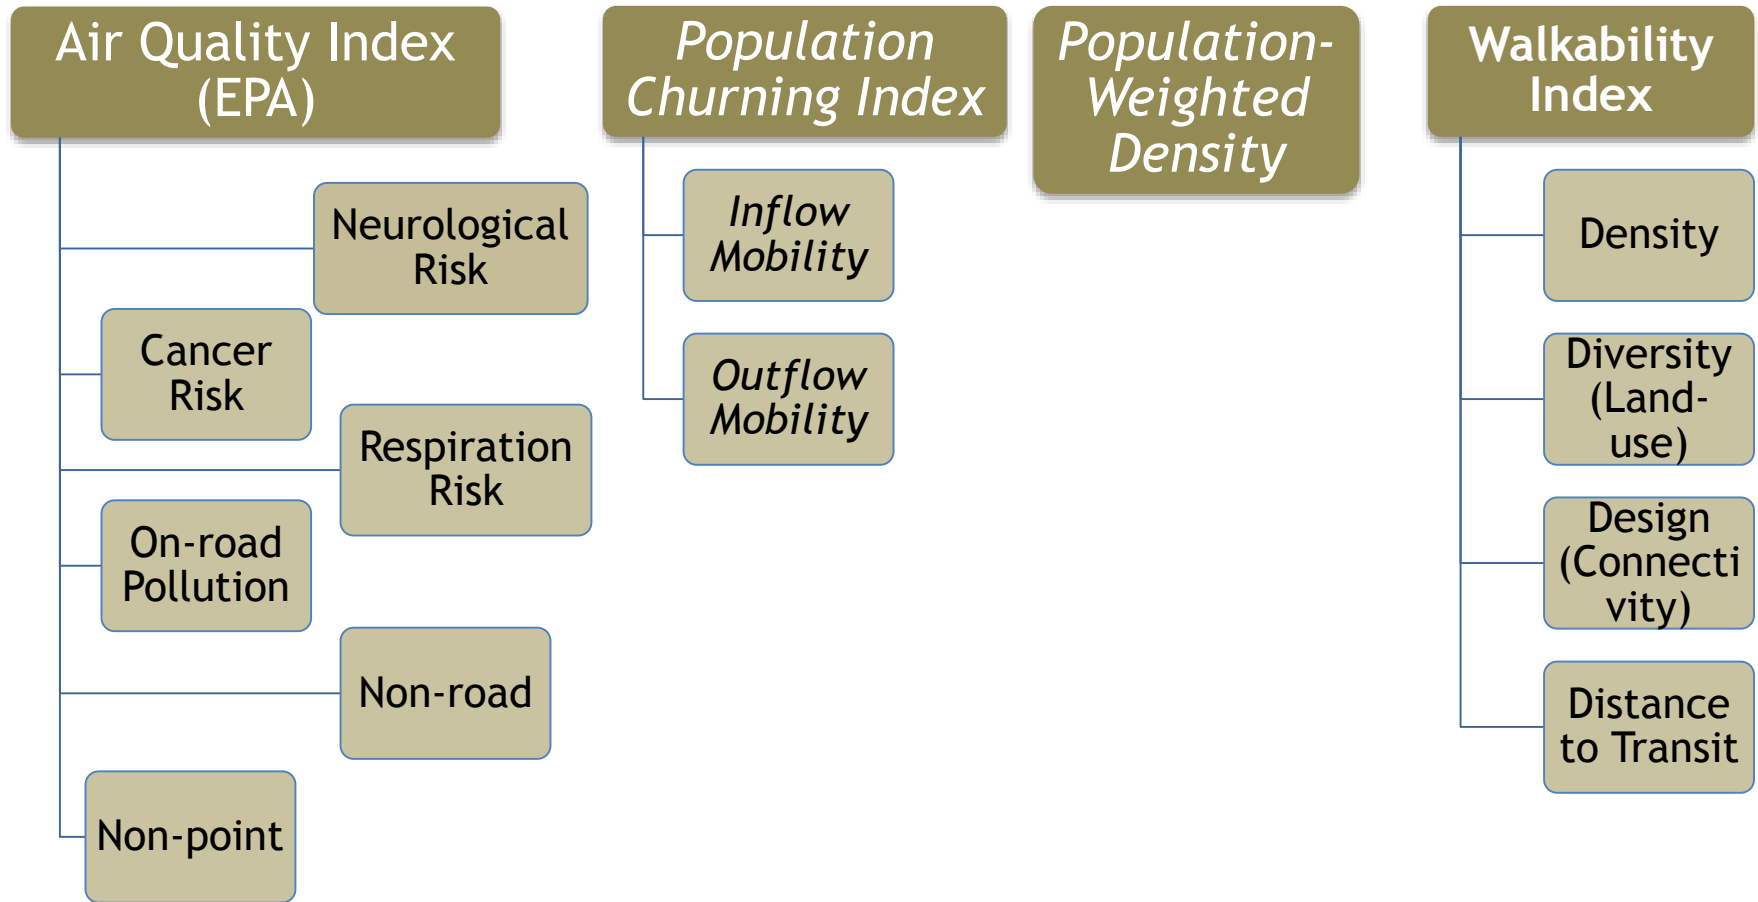 Air Quality Index
(EPA)
Neurological
Risk
Cancer
Risk
Respiration
Risk
On-road
Pollution
Non-road
Non-point
Population
Churning Index
Inflow
Mobility
Outflow
Mobility
Population-
Weighted
Density
Walkability
Index
Density
Diversity
(Land-
use)
Design
(Connecti
vity)
Distance
to Transit